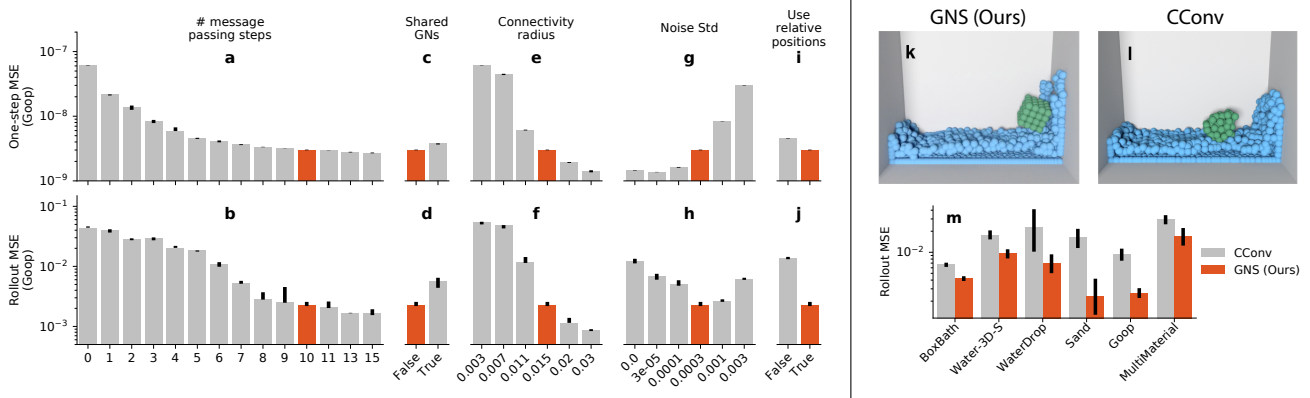 # message
passing steps
Shared
GNs
Connectivity
radius
Noise Std
Use
relative
positions
a
c
e
g
i
One-step MSE
(Goop)
10⁻⁷
10⁻⁸
10⁻⁹
b
d
f
h
j
Rollout MSE
(Goop)
10⁻¹
10⁻²
10⁻³
0 1 2 3 4 5 6 7 8 9 10 11 13 15
False True
0.003 0.007 0.011 0.015 0.02 0.03
0.0 3e-05 0.0001 0.0003 0.001 0.003
False True
GNS (Ours)
CConv
k
l
m
Rollout MSE
10⁻²
BoxBath Water-3D-S WaterDrop Sand Goop MultiMaterial
CConv
GNS (Ours)